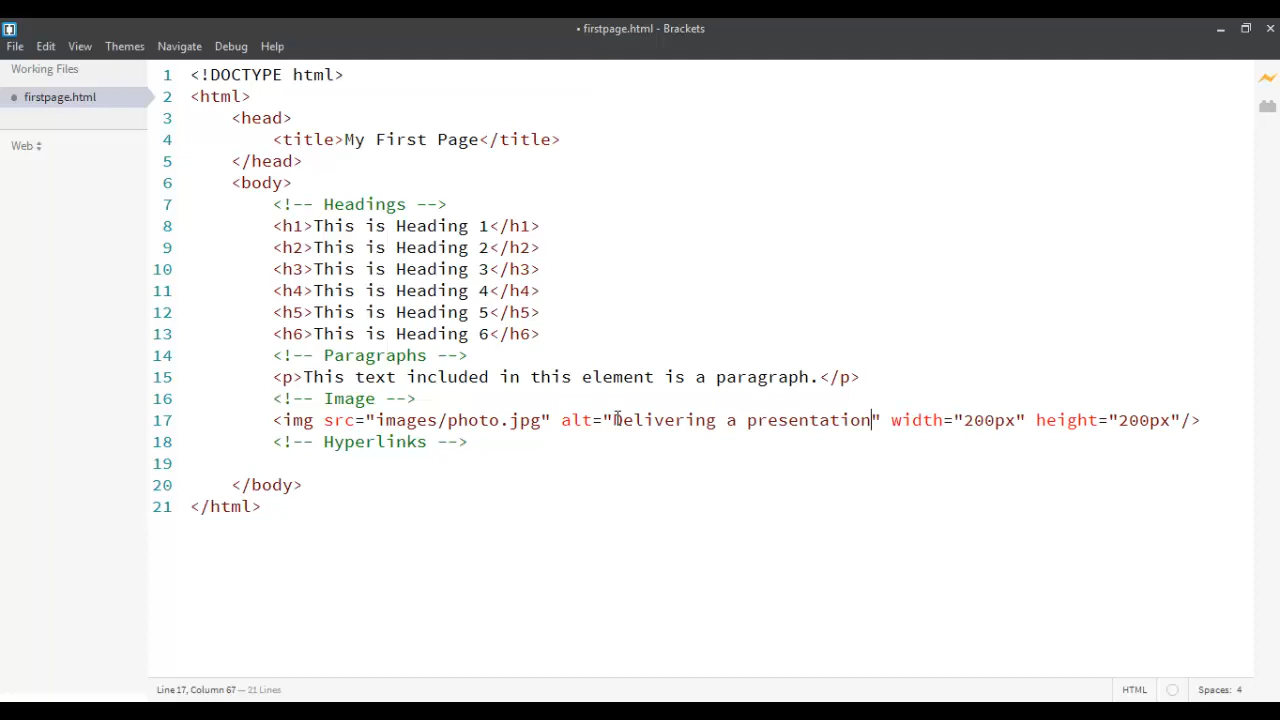 • firstpage.html - Brackets
File Edit View Themes Navigate Debug Help
Working Files
firstpage.html
Web
1 <!DOCTYPE html>
2 <html>
3 <head>
4 <title>My First Page</title>
5 </head>
6 <body>
7 <!-- Headings -->
8 <h1>This is Heading 1</h1>
9 <h2>This is Heading 2</h2>
10 <h3>This is Heading 3</h3>
11 <h4>This is Heading 4</h4>
12 <h5>This is Heading 5</h5>
13 <h6>This is Heading 6</h6>
14 <!-- Paragraphs -->
15 <p>This text included in this element is a paragraph.</p>
16 <!-- Image -->
17 <img src="images/photo.jpg" alt="Delivering a presentation" width="200px" height="200px"/>
18 <!-- Hyperlinks -->
19
20 </body>
21 </html>
Line 17, Column 67 — 21 Lines
HTML
Spaces: 4